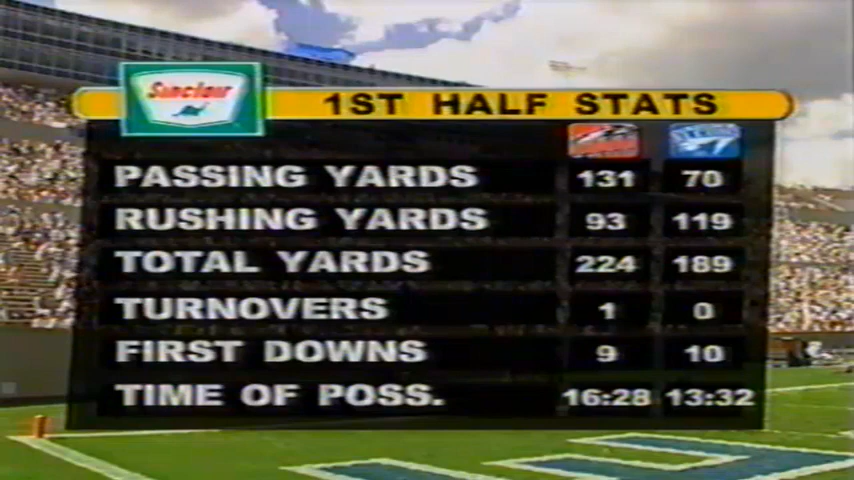 Sinclair
1ST HALF STATS
PASSING YARDS 131 70
RUSHING YARDS 93 119
TOTAL YARDS 224 189
TURNOVERS 1 0
FIRST DOWNS 9 10
TIME OF POSS. 16:28 13:32